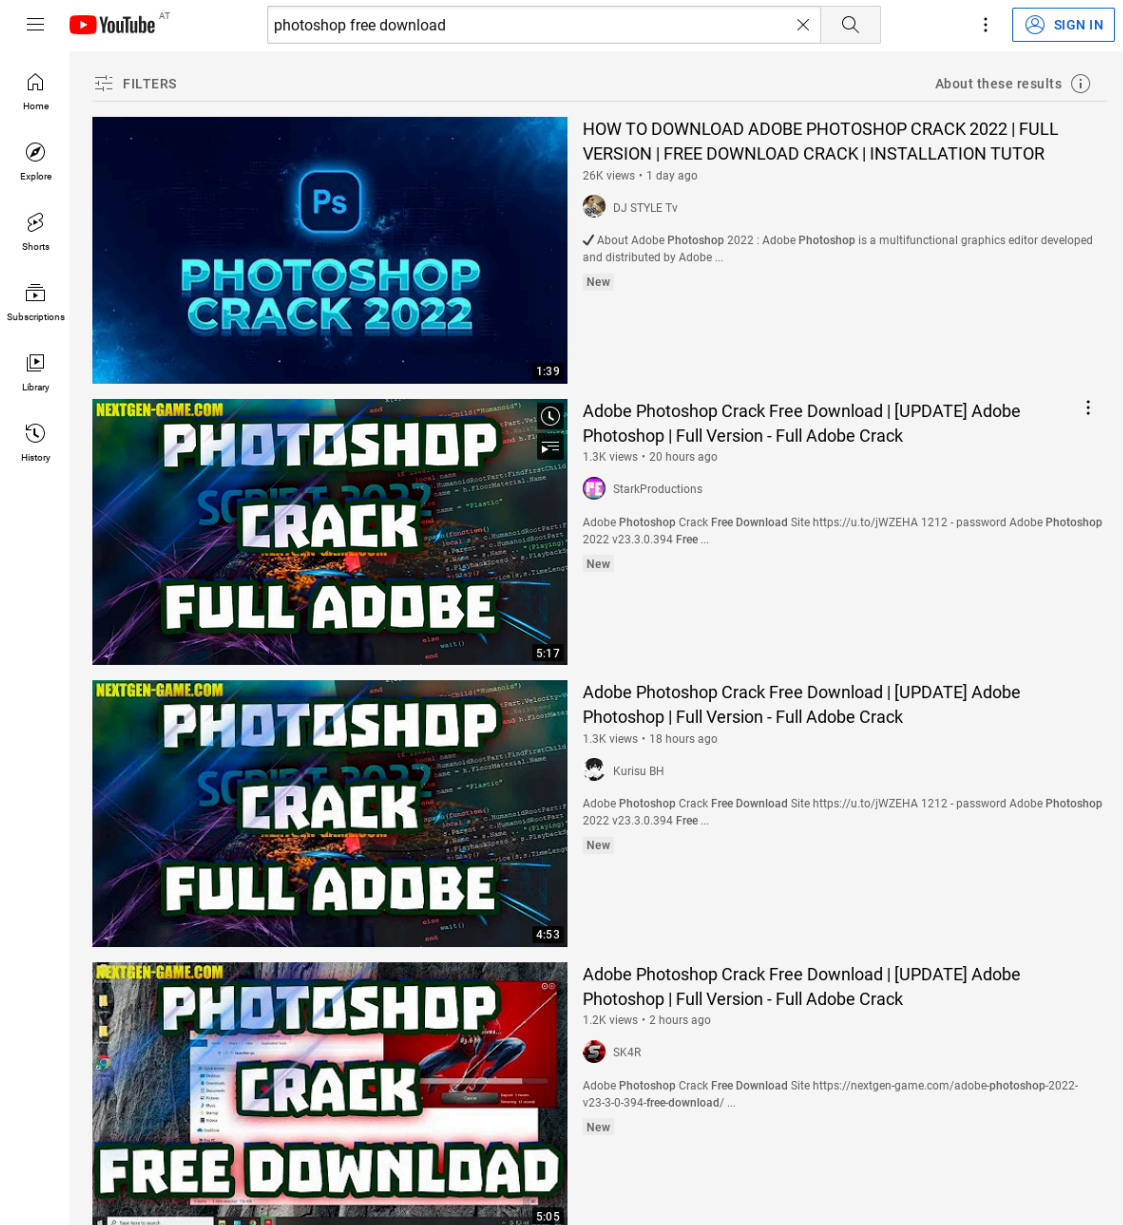 YouTube AT
photoshop free download
SIGN IN
Home
Explore
Shorts
Subscriptions
Library
History
FILTERS
About these results
Ps
PHOTOSHOP
CRACK 2022
1:39
HOW TO DOWNLOAD ADOBE PHOTOSHOP CRACK 2022 | FULL
VERSION | FREE DOWNLOAD CRACK | INSTALLATION TUTOR
26K views • 1 day ago
DJ STYLE Tv
✔ About Adobe Photoshop 2022 : Adobe Photoshop is a multifunctional graphics editor developed
and distributed by Adobe ...
New
NEXTGEN-GAME.COM
PHOTOSHOP
SCRIPT 2022
CRACK
FULL ADOBE
5:17
Adobe Photoshop Crack Free Download | [UPDATE] Adobe
Photoshop | Full Version - Full Adobe Crack
1.3K views • 20 hours ago
StarkProductions
Adobe Photoshop Crack Free Download Site https://u.to/jWZEHA 1212 - password Adobe Photoshop
2022 v23.3.0.394 Free ...
New
NEXTGEN-GAME.COM
PHOTOSHOP
SCRIPT 2022
CRACK
FULL ADOBE
4:53
Adobe Photoshop Crack Free Download | [UPDATE] Adobe
Photoshop | Full Version - Full Adobe Crack
1.3K views • 18 hours ago
Kurisu BH
Adobe Photoshop Crack Free Download Site https://u.to/jWZEHA 1212 - password Adobe Photoshop
2022 v23.3.0.394 Free ...
New
NEXTGEN-GAME.COM
PHOTOSHOP
CRACK
FREE DOWNLOAD
5:05
Adobe Photoshop Crack Free Download | [UPDATE] Adobe
Photoshop | Full Version - Full Adobe Crack
1.2K views • 2 hours ago
SK4R
Adobe Photoshop Crack Free Download Site https://nextgen-game.com/adobe-photoshop-2022-
v23-3-0-394-free-download/ ...
New